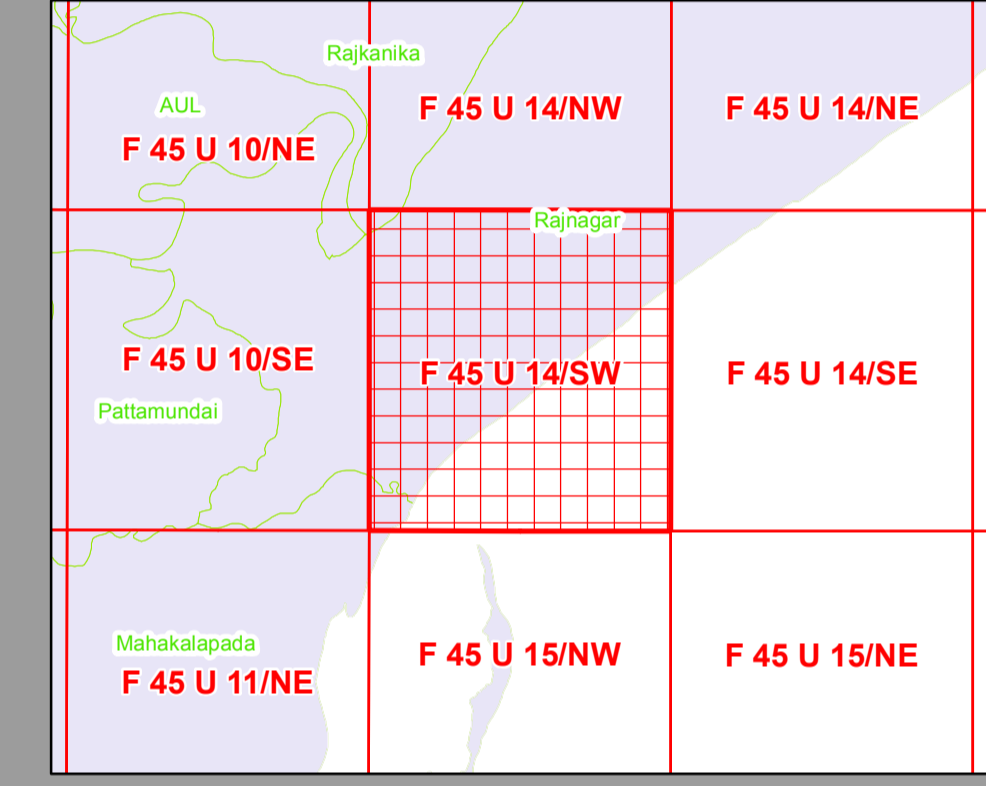 Rajkanika
AUL
F 45 U 14/NW
F 45 U 14/NE
F 45 U 10/NE
Rajnagar
F 45 U 10/SE
F 45 U 14/SW
F 45 U 14/SE
Pattamundai
Mahakalapada
F 45 U 11/NE
F 45 U 15/NW
F 45 U 15/NE